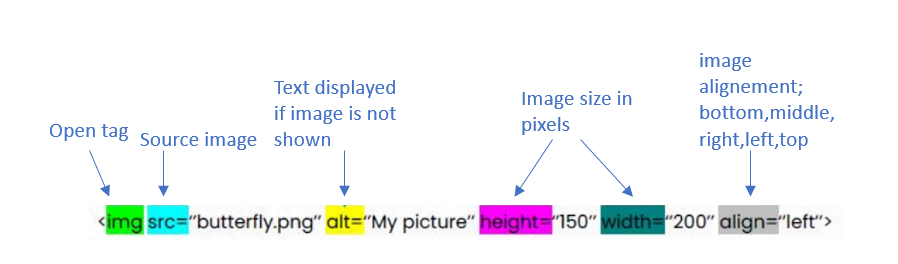 Open tag
Source image
Text displayed
if image is not
shown
Image size in
pixels
image
alignement;
bottom,middle,
right,left,top
<img src=“butterfly.png” alt=“My picture” height=“150” width=“200” align=“left”>